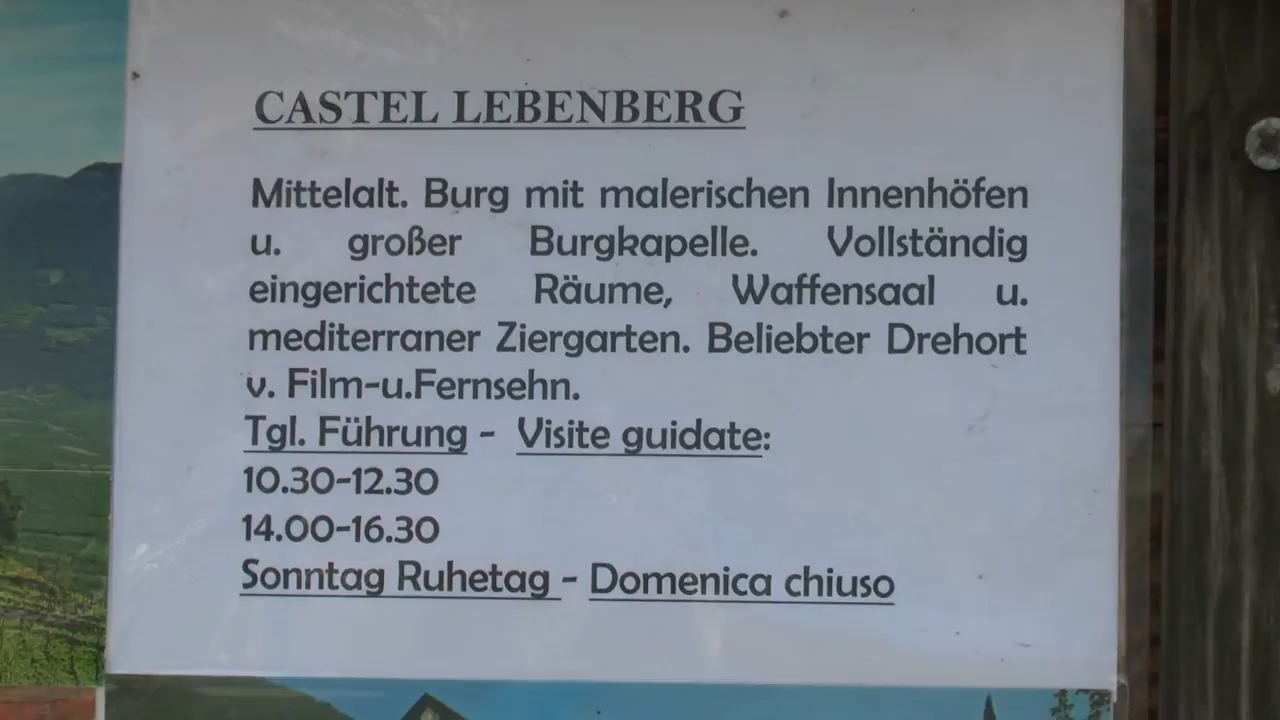 CASTEL LEBENBERG
Mittelalt. Burg mit malerischen Innenhöfen
u. großer Burgkapelle. Vollständig
eingerichtete Räume, Waffensaal u.
mediterraner Ziergarten. Beliebter Drehort
v. Film-u.Fernsehn.
Tgl. Führung - Visite guidate:
10.30-12.30
14.00-16.30
Sonntag Ruhetag - Domenica chiuso